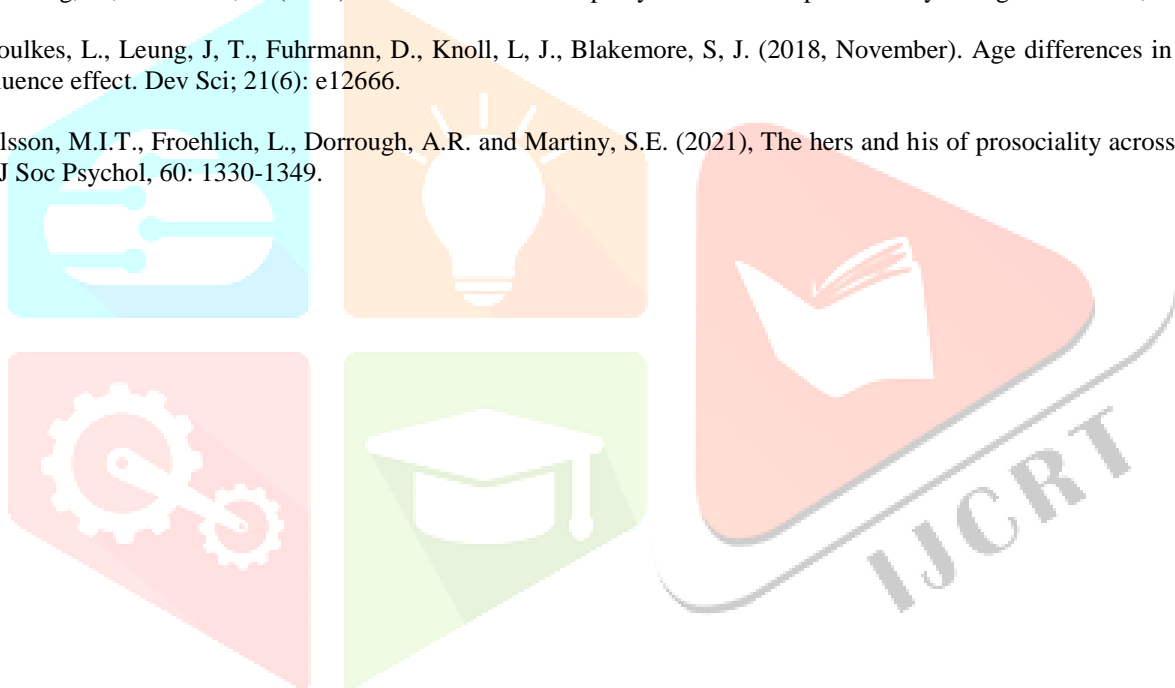 oulkes, L., Leung, J, T., Fuhrmann, D., Knoll, L, J., Blakemore, S, J. (2018, November). Age differences in
luence effect. Dev Sci; 21(6): e12666.
lsson, M.I.T., Froehlich, L., Dorrough, A.R. and Martiny, S.E. (2021), The hers and his of prosociality across
J Soc Psychol, 60: 1330-1349.
IJCRT